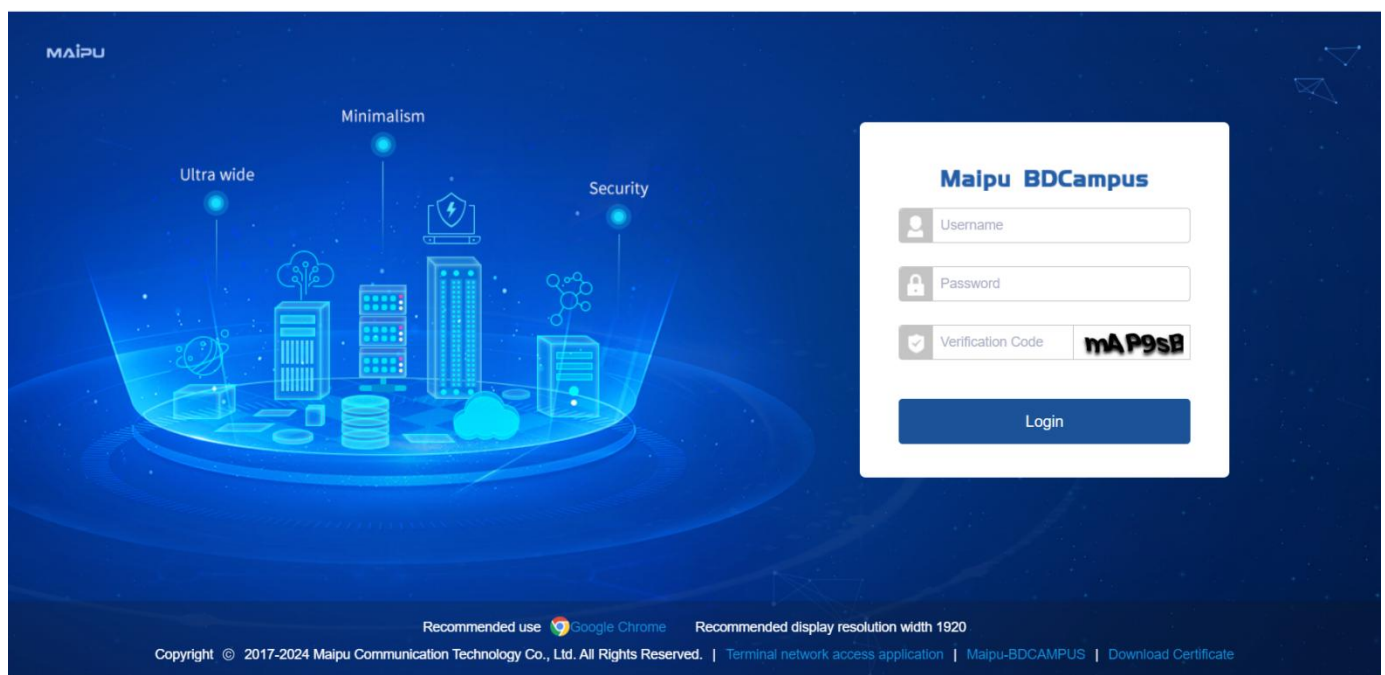 MAIPU
Minimalism
Ultra wide
Security
Maipu BDCampus
Username
Password
Verification Code mAP9sB
Login
Recommended use Google Chrome Recommended display resolution width 1920
Copyright © 2017-2024 Maipu Communication Technology Co., Ltd. All Rights Reserved. | Terminal network access application | Maipu-BDCAMPUS | Download Certificate